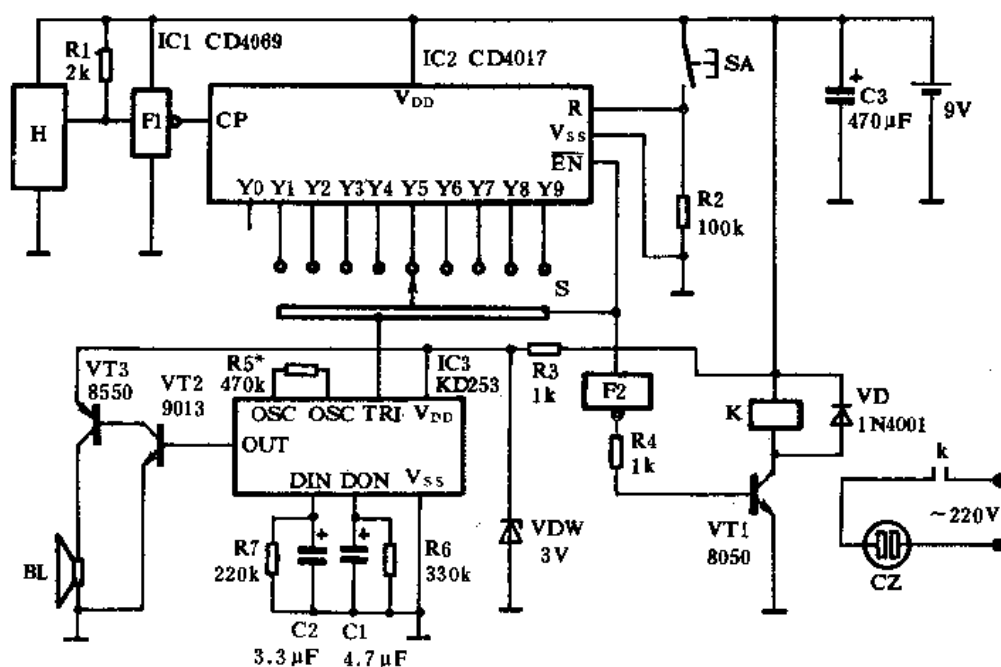 IC1 CD4069
R1
2k
IC2 CD4017
SA
VDD
H
F1
CP
R
VSS
EN
C3
+
470μF
9V
Y0 Y1 Y2 Y3 Y4 Y5 Y6 Y7 Y8 Y9
R2
100k
S
VT3
8550
VT2
9013
R5*
470k
IC3
KD253
R3
1k
F2
K
VD
1N4001
OSC OSC TRI VDD
OUT
R4
1k
DIN DON VSS
k
VDW
3V
VT1
8050
~220V
CZ
BL
R7
220k
+
+
R6
330k
C2
3.3μF
C1
4.7μF